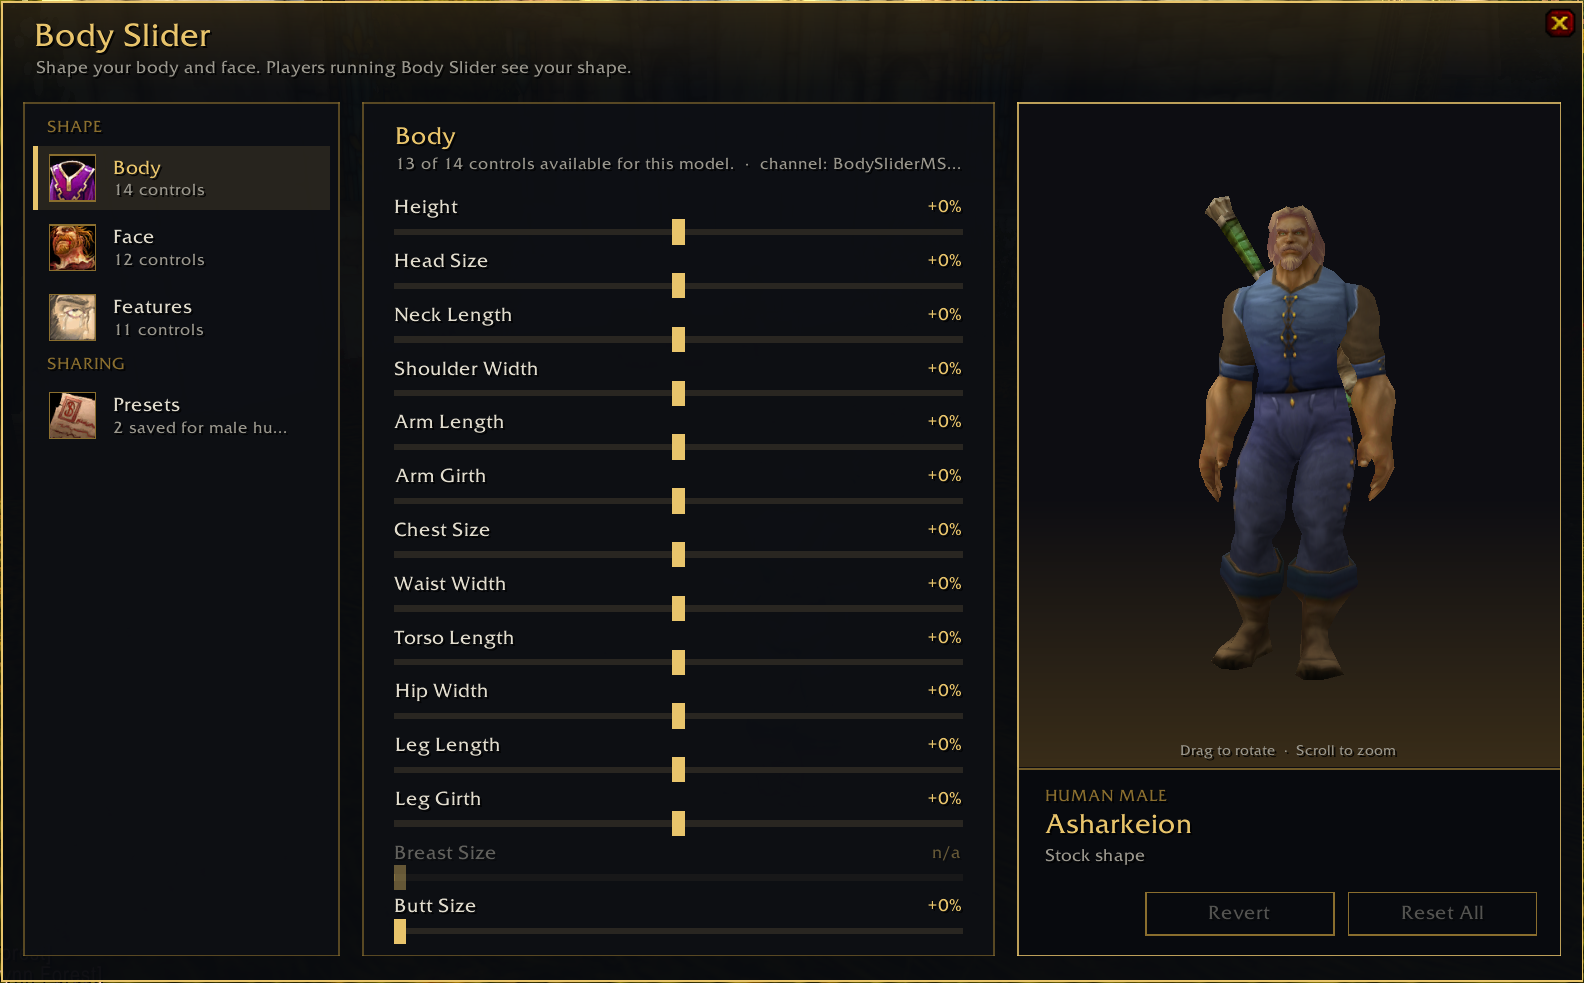 Body Slider
Shape your body and face. Players running Body Slider see your shape.
SHAPE
Body
14 controls
Face
12 controls
Features
11 controls
SHARING
Presets
2 saved for male hu...
Body
13 of 14 controls available for this model. · channel: BodySliderMS...
Height +0%
Head Size +0%
Neck Length +0%
Shoulder Width +0%
Arm Length +0%
Arm Girth +0%
Chest Size +0%
Waist Width +0%
Torso Length +0%
Hip Width +0%
Leg Length +0%
Leg Girth +0%
Breast Size n/a
Butt Size +0%
Drag to rotate · Scroll to zoom
HUMAN MALE
Asharkeion
Stock shape
Revert
Reset All